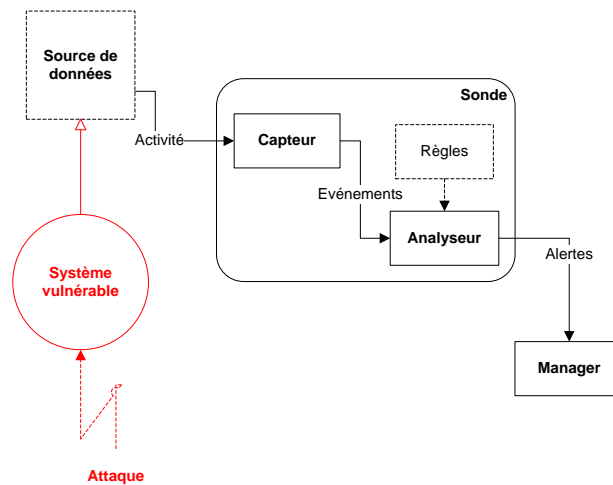 Source de
données
Sonde
Activité
Capteur
Règles
Evénements
Analyseur
Alertes
Système
vulnérable
Manager
Attaque